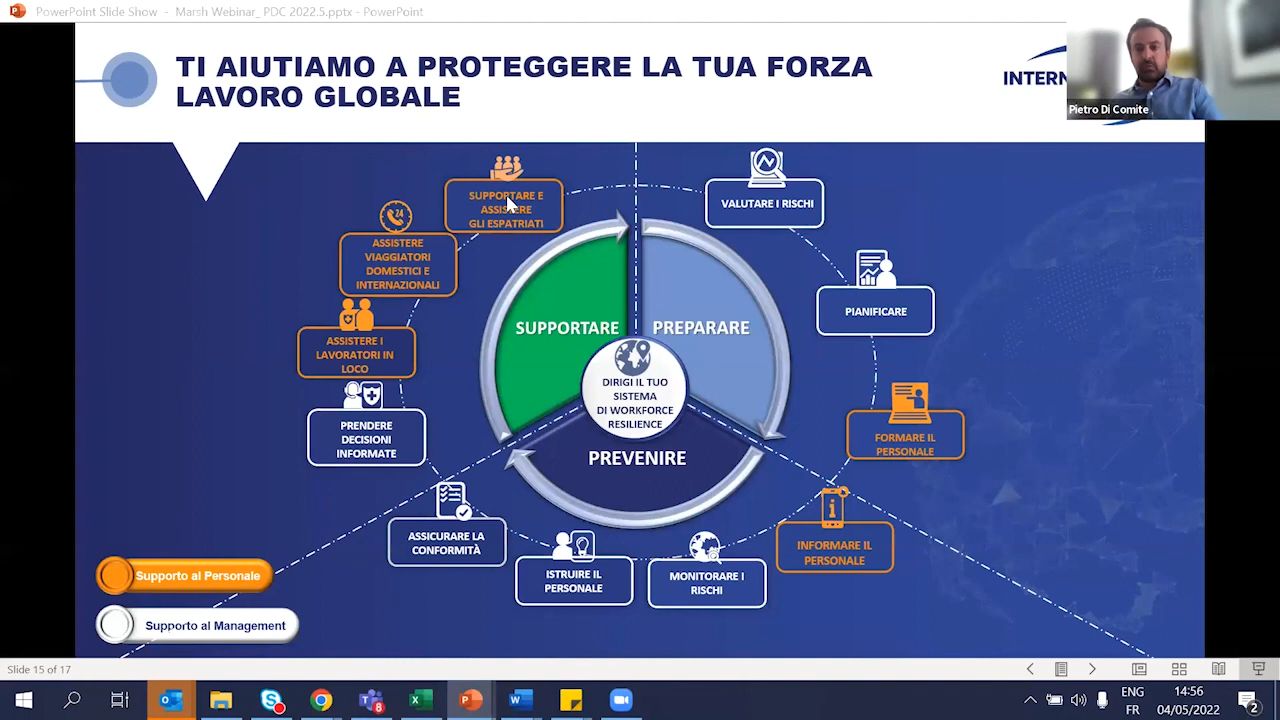 PowerPoint Slide Show - Marsh Webinar_ PDC 2022.5.pptx - PowerPoint
TI AIUTIAMO A PROTEGGERE LA TUA FORZA
LAVORO GLOBALE
INTERN
Pietro Di Comite
SUPPORTARE E
ASSISTERE
GLI ESPATRIATI
VALUTARE I RISCHI
24
ASSISTERE
VIAGGIATORI
DOMESTICI E
INTERNAZIONALI
PIANIFICARE
SUPPORTARE
PREPARARE
ASSISTERE I
LAVORATORI IN
LOCO
DIRIGI IL TUO
SISTEMA
DI WORKFORCE
RESILIENCE
PRENDERE
DECISIONI
INFORMATE
FORMARE IL
PERSONALE
PREVENIRE
ASSICURARE LA
CONFORMITÀ
INFORMARE IL
PERSONALE
ISTRUIRE IL
PERSONALE
MONITORARE I
RISCHI
Supporto al Personale
Supporto al Management
Slide 15 of 17
8
ENG
FR
14:56
04/05/2022
2